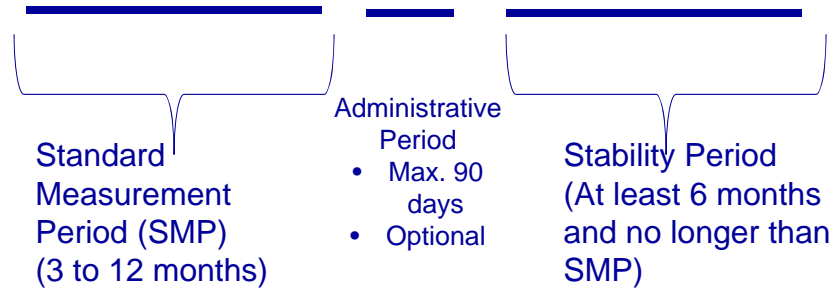 Standard
Measurement
Period (SMP)
(3 to 12 months)
Administrative
Period
• Max. 90
days
• Optional
Stability Period
(At least 6 months
and no longer than
SMP)